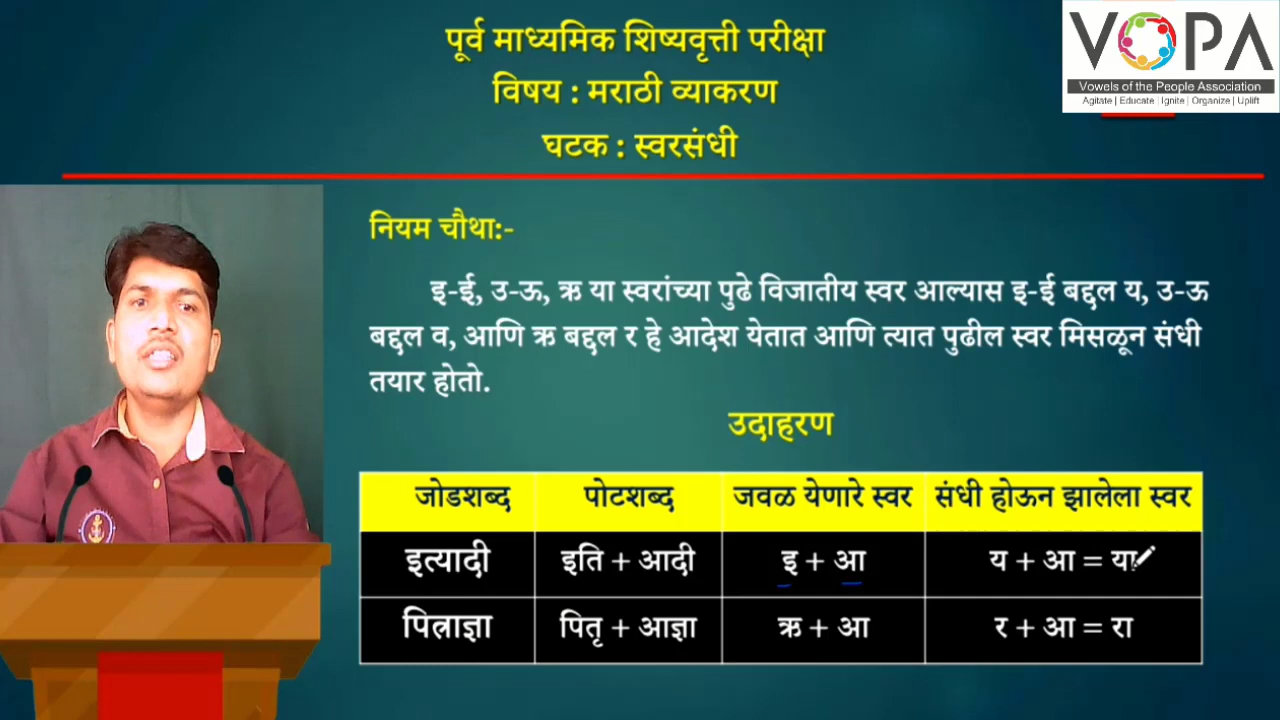 पूर्व माध्यमिक शिष्यवृत्ती परीक्षा
विषय : मराठी व्याकरण
घटक : स्वरसंधी
VOPA
Vowels of the People Association
Agitate | Educate | Ignite | Organize | Uplift
नियम चौथा:-
इ-ई, उ-ऊ, ऋ या स्वरांच्या पुढे विजातीय स्वर आल्यास इ-ई बद्दल य, उ-ऊ
बद्दल व, आणि ऋ बद्दल र हे आदेश येतात आणि त्यात पुढील स्वर मिसळून संधी
तयार होतो.
उदाहरण
जोडशब्द पोटशब्द जवळ येणारे स्वर संधी होऊन झालेला स्वर
इत्यादी इति + आदी इ + आ य + आ = या
पित्राज्ञा पितृ + आज्ञा ऋ + आ र + आ = रा